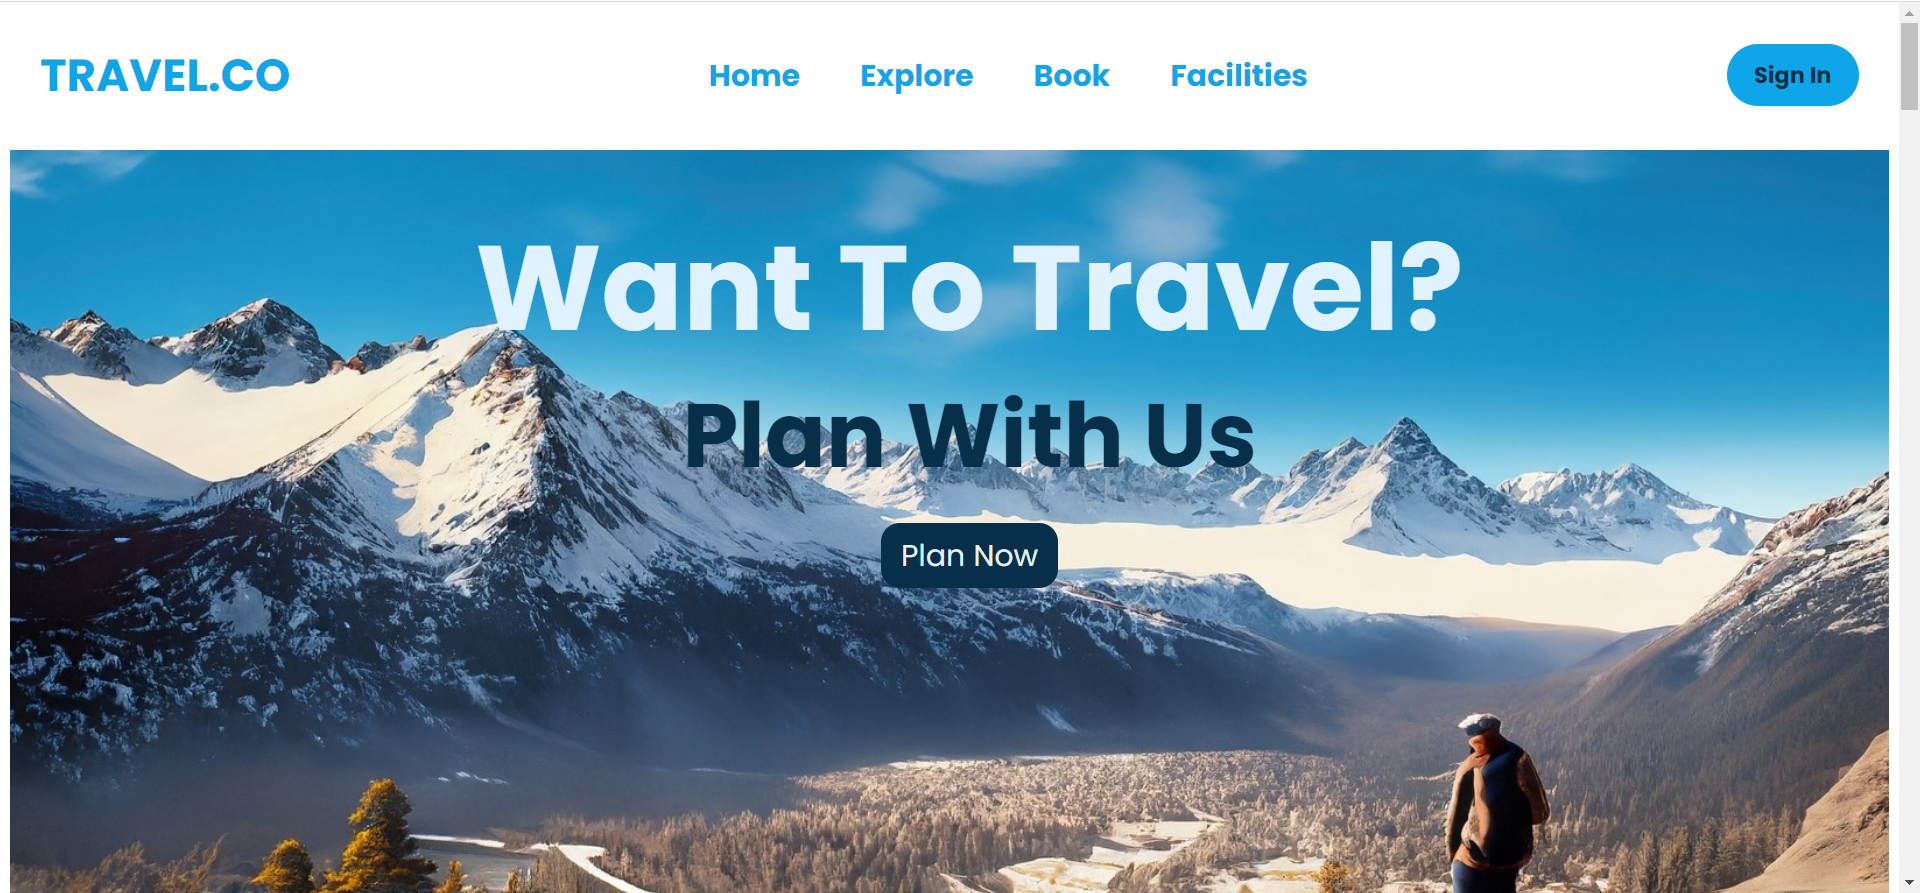 TRAVEL.CO Home Explore Book Facilities Sign In
Want To Travel?
Plan With Us
Plan Now